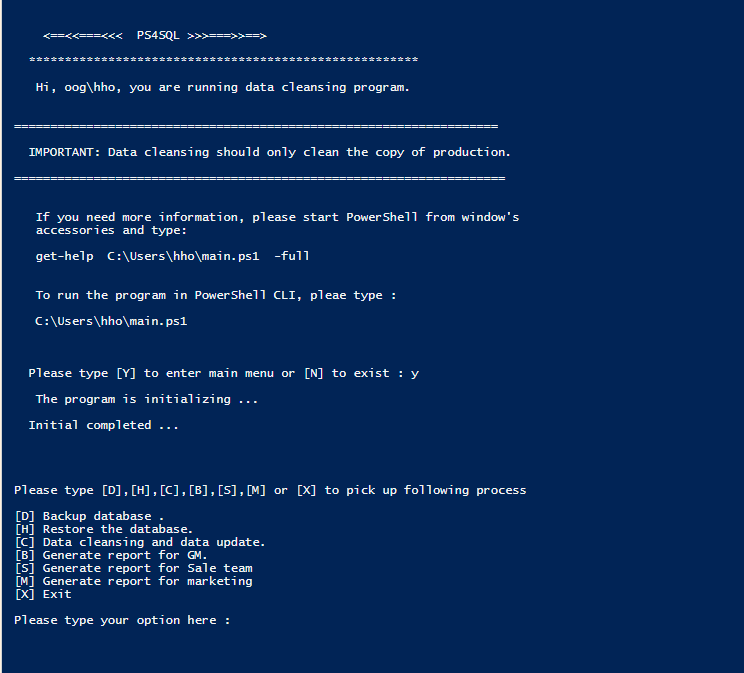 <==<<===<<<  PS4SQL >>>===>>==>
******************************************************
Hi, oog\hho, you are running data cleansing program.
===================================================================
IMPORTANT: Data cleansing should only clean the copy of production.
====================================================================
If you need more information, please start PowerShell from window's
accessories and type:
get-help  C:\Users\hho\main.ps1  -full
To run the program in PowerShell CLI, pleae type :
C:\Users\hho\main.ps1
Please type [Y] to enter main menu or [N] to exist : y
The program is initializing ...
Initial completed ...
Please type [D],[H],[C],[B],[S],[M] or [X] to pick up following process
[D] Backup database .
[H] Restore the database.
[C] Data cleansing and data update.
[B] Generate report for GM.
[S] Generate report for Sale team
[M] Generate report for marketing
[X] Exit
Please type your option here :